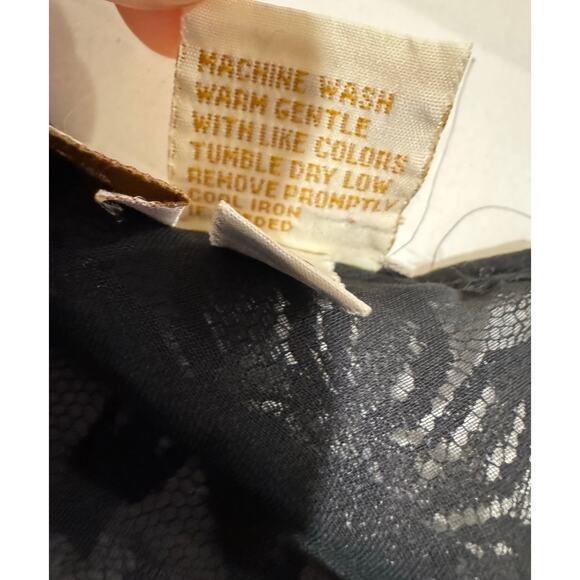 MACHINE WASH
WARM GENTLE
WITH LIKE COLORS
TUMBLE DRY LOW
REMOVE PROMPTLY
COOL IRON